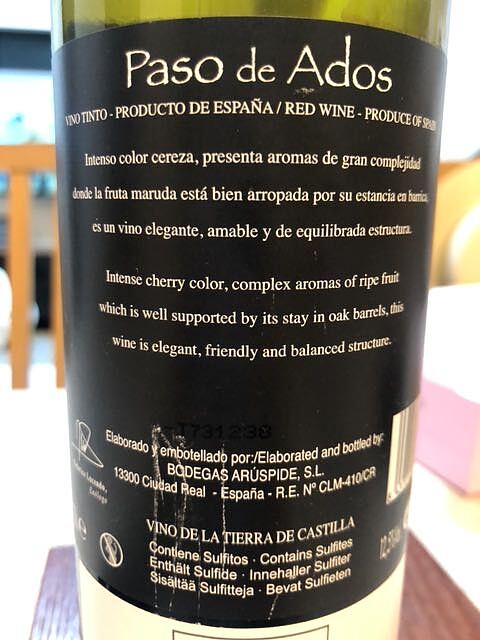 Paso de Ados
VINO TINTO - PRODUCTO DE ESPAÑA / RED WINE - PRODUCE OF SPAIN
Intenso color cereza, presenta aromas de gran complejidad
donde la fruta maruda está bien arropada por su estancia en barrica,
es un vino elegante, amable y de equilibrada estructura.
Intense cherry color, complex aromas of ripe fruit
which is well supported by its stay in oak barrels, this
wine is elegant, friendly and balanced structure.
L-J731238
Elaborado y embotellado por:/Elaborated and bottled by:
BODEGAS ARÚSPIDE, S.L.
13300 Ciudad Real - España - R.E. Nº CLM-410/CR
Enólogo
VINO DE LA TIERRA DE CASTILLA
Contiene Sulfitos · Contains Sulfites
Enthält Sulfide · Innehaller Sulfiter
Sisältää Sulfitteja · Bevat Sulfieten
e